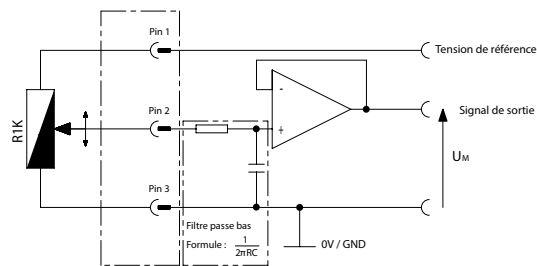 Pin 1
Tension de référence
R1K
Pin 2
-
+
Signal de sortie
UM
Pin 3
Filtre passe bas
Formule : 1
2πRC
0V / GND